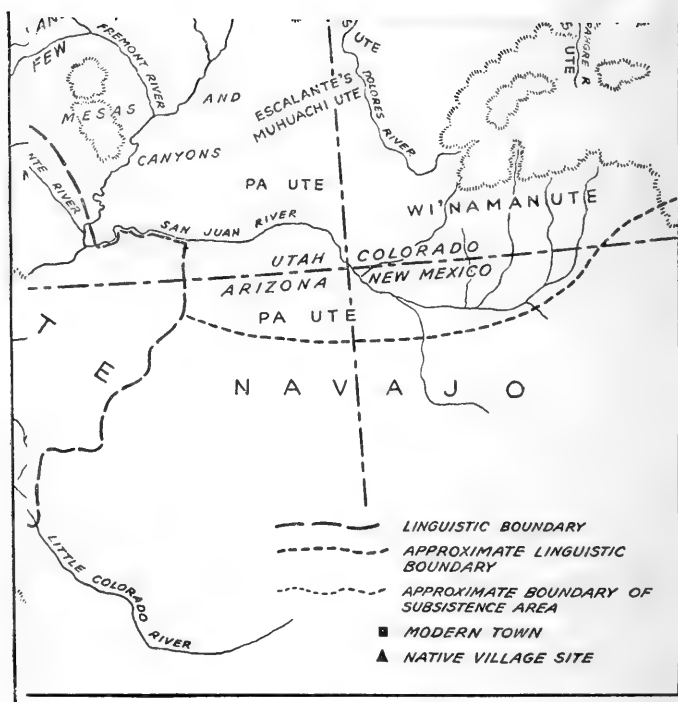 FREMONT RIVER
FEW
MESAS
AND
CANYONS
RIVER
UTE
ESCALANTE'S
MUHUACHI UTE
DOLORES RIVER
UTE
PA UTE
WI'NAMAN UTE
SAN JUAN RIVER
UTAH
COLORADO
ARIZONA
NEW MEXICO
PA UTE
T E
NAVAJO
LITTLE COLORADO
RIVER
LINGUISTIC BOUNDARY
APPROXIMATE LINGUISTIC
BOUNDARY
APPROXIMATE BOUNDARY OF
SUBSISTENCE AREA
MODERN TOWN
NATIVE VILLAGE SITE